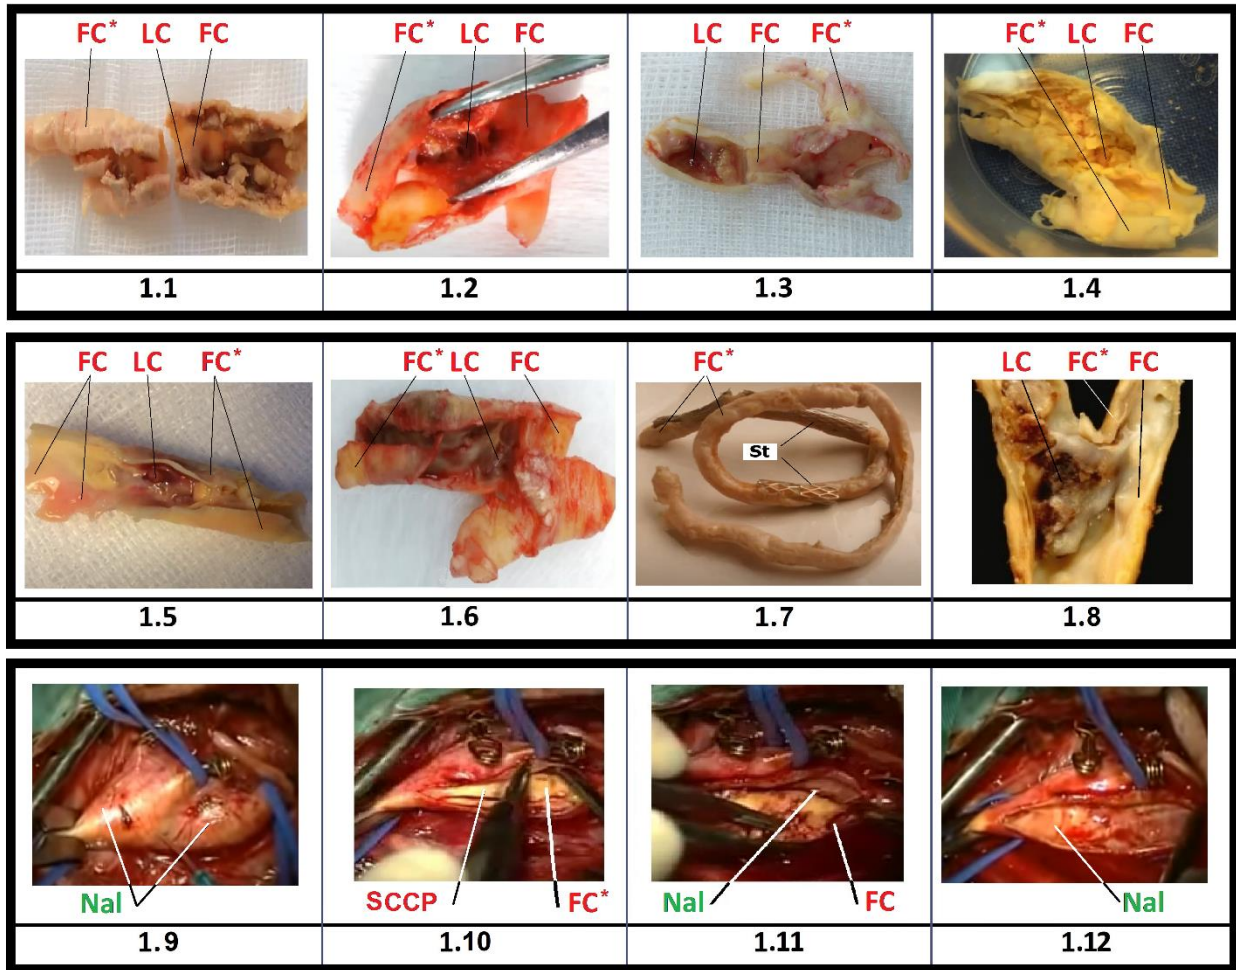 FC* LC FC
FC* LC FC
LC FC FC*
FC* LC FC
1.1
1.2
1.3
1.4
FC LC FC*
FC* LC FC
FC*
St
LC FC* FC
1.5
1.6
1.7
1.8
Nal
SCCP FC*
Nal FC
Nal
1.9
1.10
1.11
1.12